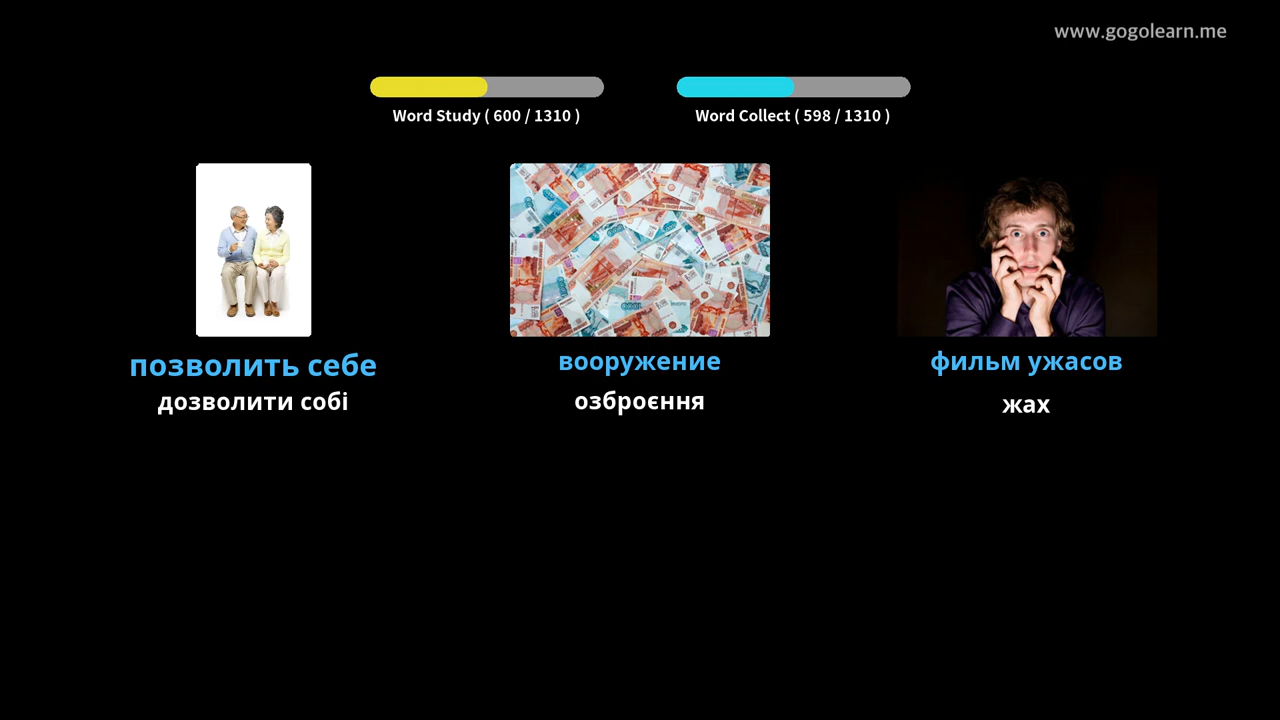 www.gogolearn.me
Word Study ( 600 / 1310 )
Word Collect ( 598 / 1310 )
позволить себе
дозволити собі
вооружение
озброєння
фильм ужасов
жах